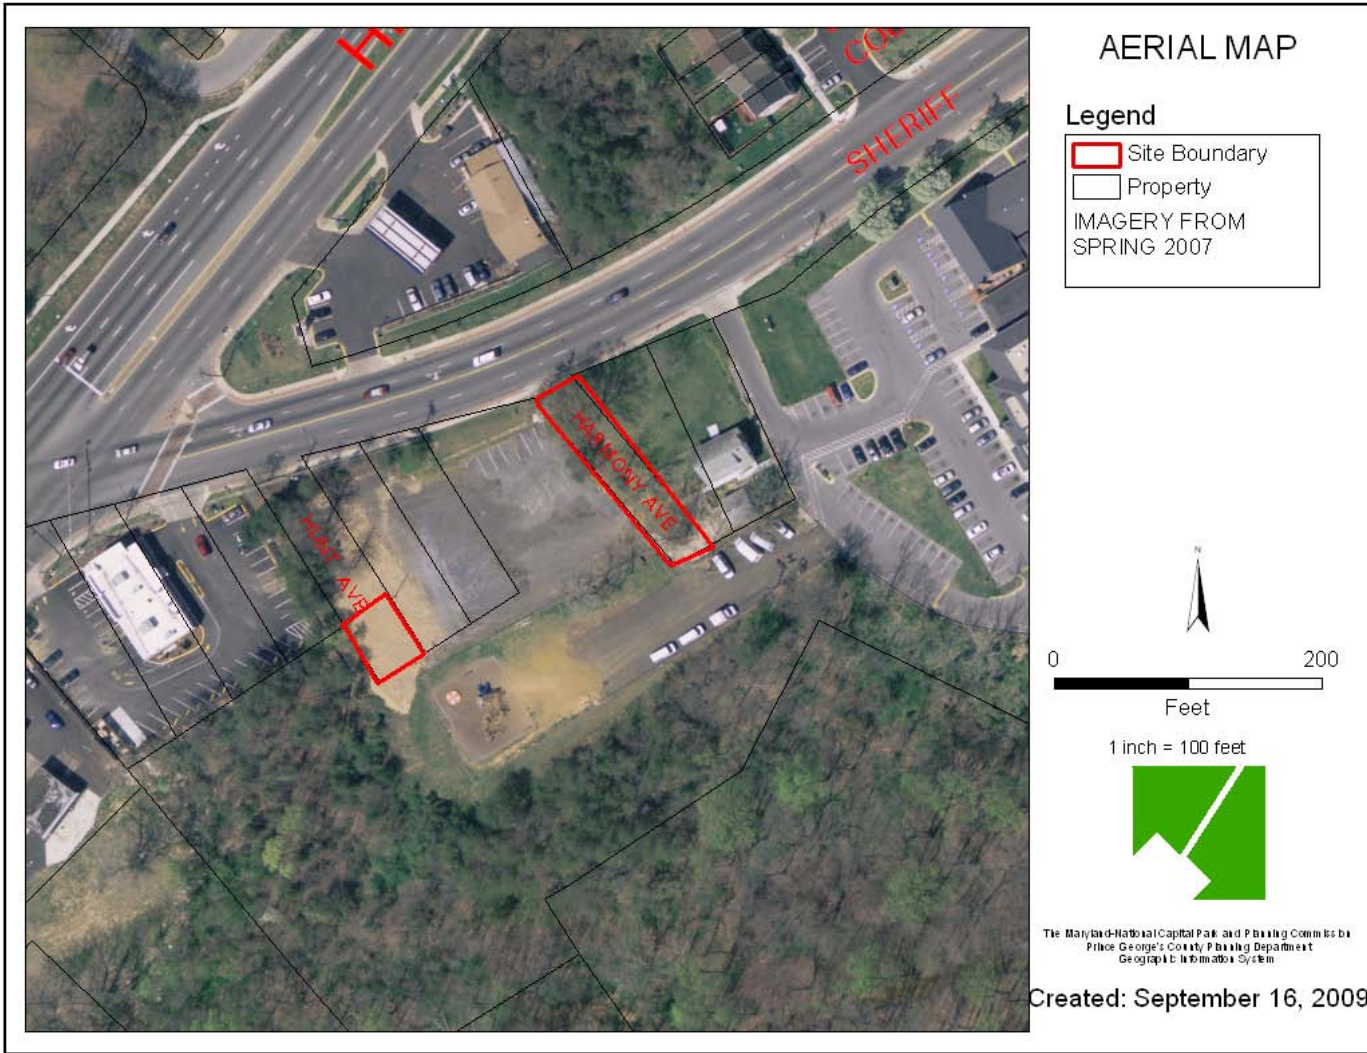 AERIAL MAP
Legend
Site Boundary
Property
IMAGERY FROM
SPRING 2007
SHERIFF
HARMONY AVE
HUNT AVE
N
0 200
Feet
1 inch = 100 feet
The Maryland-National Capital Park and Planning Commission
Prince George's County Planning Department
Geographic Information System
Created: September 16, 2009